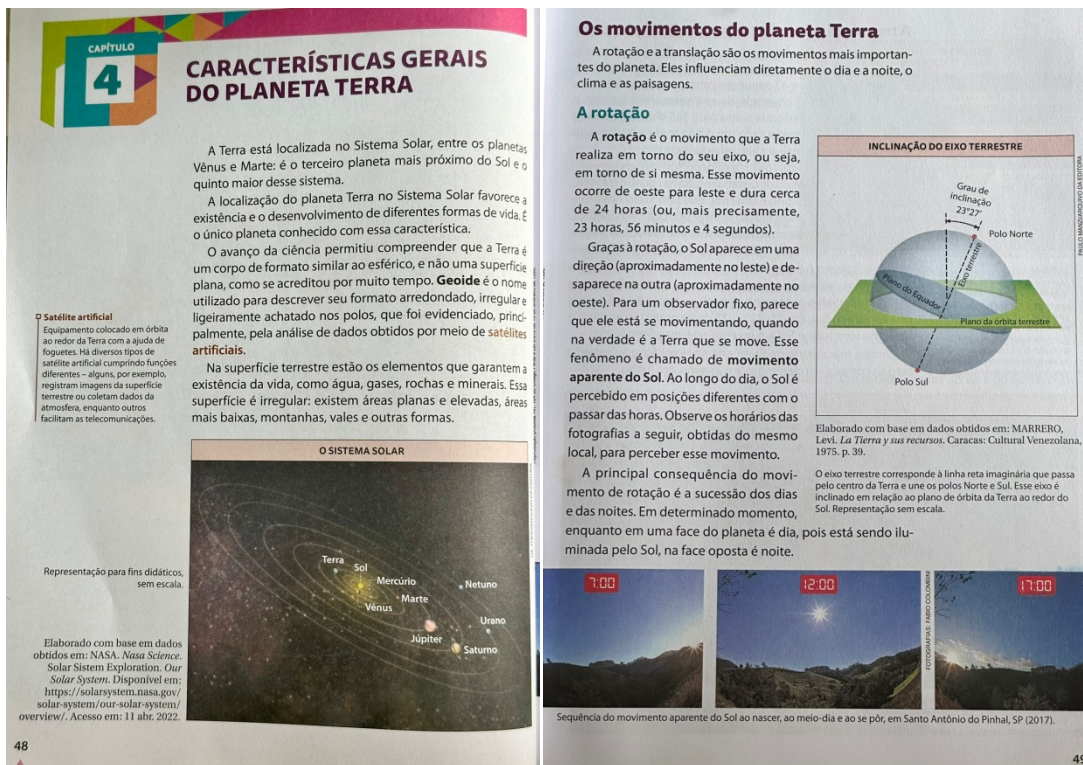 CAPÍTULO
4
CARACTERÍSTICAS GERAIS
DO PLANETA TERRA
A Terra está localizada no Sistema Solar, entre os planetas
Vênus e Marte: é o terceiro planeta mais próximo do Sol e o
quinto maior desse sistema.
A localização do planeta Terra no Sistema Solar favorece a
existência e o desenvolvimento de diferentes formas de vida. É
o único planeta conhecido com essa característica.
O avanço da ciência permitiu compreender que a Terra é
um corpo de formato similar ao esférico, e não uma superfície
plana, como se acreditou por muito tempo. Geoide é o nome
utilizado para descrever seu formato arredondado, irregular e
ligeiramente achatado nos polos, que foi evidenciado, princi-
palmente, pela análise de dados obtidos por meio de satélites
artificiais.
Na superfície terrestre estão os elementos que garantem a
existência da vida, como água, gases, rochas e minerais. Essa
superfície é irregular: existem áreas planas e elevadas, áreas
mais baixas, montanhas, vales e outras formas.
Satélite artificial
Equipamento colocado em órbita
ao redor da Terra com a ajuda de
foguetes. Há diversos tipos de
satélite artificial cumprindo funções
diferentes – alguns, por exemplo,
registram imagens da superfície
terrestre ou coletam dados da
atmosfera, enquanto outros
facilitam as telecomunicações.
O SISTEMA SOLAR
Terra
Sol
Mercúrio
Vênus
Marte
Júpiter
Saturno
Urano
Netuno
Representação para fins didáticos,
sem escala.
Elaborado com base em dados
obtidos em: NASA. Nasa Science.
Solar Sistem Exploration. Our
Solar System. Disponível em:
https://solarsystem.nasa.gov/
solar-system/our-solar-system/
overview/. Acesso em: 11 abr. 2022.
48
Os movimentos do planeta Terra
A rotação e a translação são os movimentos mais importan-
tes do planeta. Eles influenciam diretamente o dia e a noite, o
clima e as paisagens.
A rotação
A rotação é o movimento que a Terra
realiza em torno do seu eixo, ou seja,
em torno de si mesma. Esse movimento
ocorre de oeste para leste e dura cerca
de 24 horas (ou, mais precisamente,
23 horas, 56 minutos e 4 segundos).
Graças à rotação, o Sol aparece em uma
direção (aproximadamente no leste) e de-
saparece na outra (aproximadamente no
oeste). Para um observador fixo, parece
que ele está se movimentando, quando
na verdade é a Terra que se move. Esse
fenômeno é chamado de movimento
aparente do Sol. Ao longo do dia, o Sol é
percebido em posições diferentes com o
passar das horas. Observe os horários das
fotografias a seguir, obtidas do mesmo
local, para perceber esse movimento.
A principal consequência do movi-
mento de rotação é a sucessão dos dias
e das noites. Em determinado momento,
enquanto em uma face do planeta é dia, pois está sendo ilu-
minada pelo Sol, na face oposta é noite.
INCLINAÇÃO DO EIXO TERRESTRE
Grau de
inclinação
23°27'
Polo Norte
Eixo terrestre
Plano do Equador
Plano da órbita terrestre
Polo Sul
PAULO MANZI/ARQUIVO DA EDITORA
Elaborado com base em dados obtidos em: MARRERO,
Levi. La Tierra y sus recursos. Caracas: Cultural Venezolana,
1975. p. 39.
O eixo terrestre corresponde à linha reta imaginária que passa
pelo centro da Terra e une os polos Norte e Sul. Esse eixo é
inclinado em relação ao plano de órbita da Terra ao redor do
Sol. Representação sem escala.
7:00
12:00
17:00
FOTOGRAFIAS: FABIO COLOMBINI
Sequência do movimento aparente do Sol ao nascer, ao meio-dia e ao se pôr, em Santo Antônio do Pinhal, SP (2017).
49